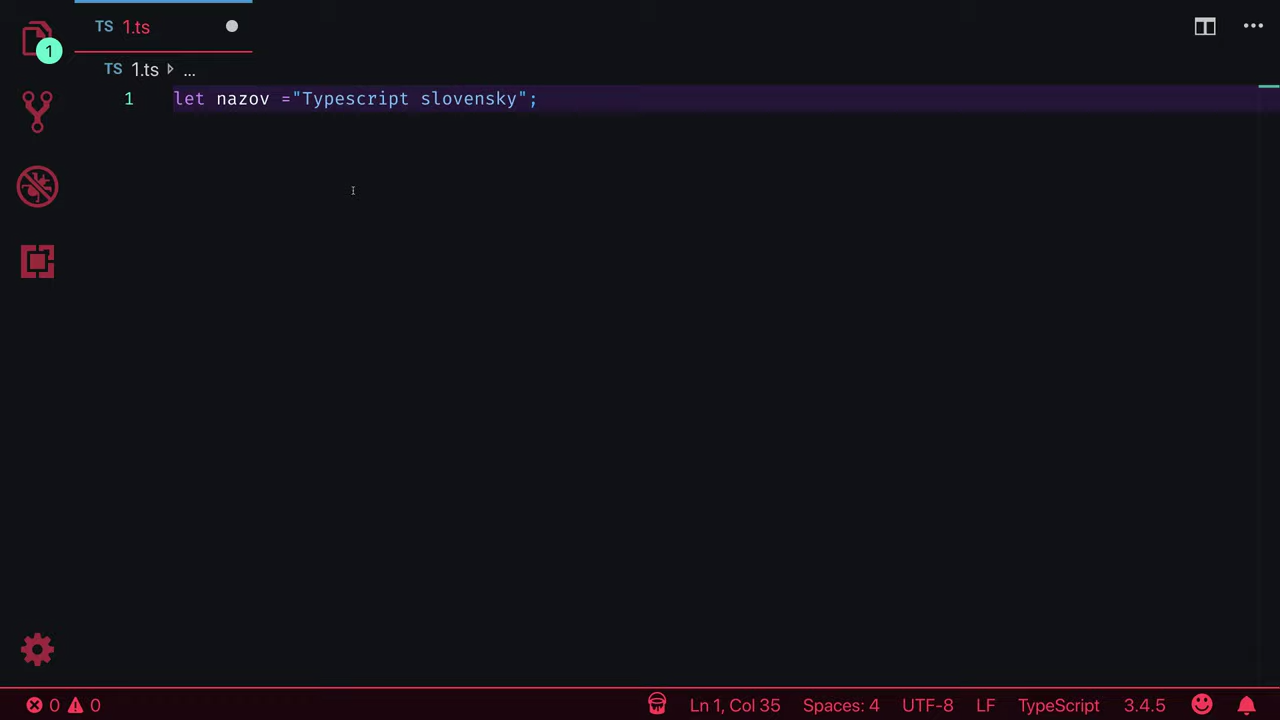 TS 1.ts
1
TS 1.ts ...
1 let nazov ="Typescript slovensky";
0 0 Ln 1, Col 35 Spaces: 4 UTF-8 LF TypeScript 3.4.5